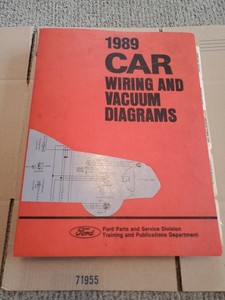 1989
CAR
WIRING AND
VACUUM
DIAGRAMS
Ford
Ford Parts and Service Division
Training and Publications Department
71955